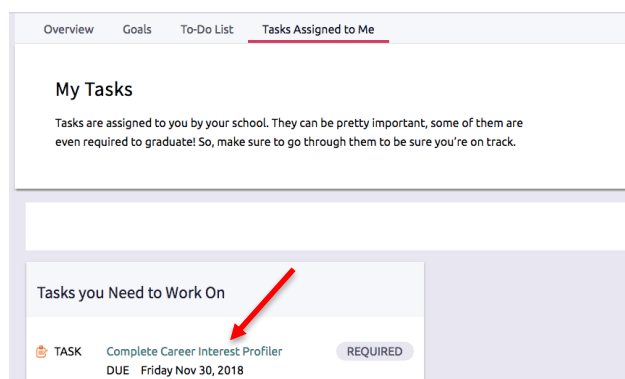 Overview Goals To-Do List Tasks Assigned to Me
My Tasks
Tasks are assigned to you by your school. They can be pretty important, some of them are
even required to graduate! So, make sure to go through them to be sure you’re on track.
Tasks you Need to Work On
TASK Complete Career Interest Profiler REQUIRED
DUE Friday Nov 30, 2018